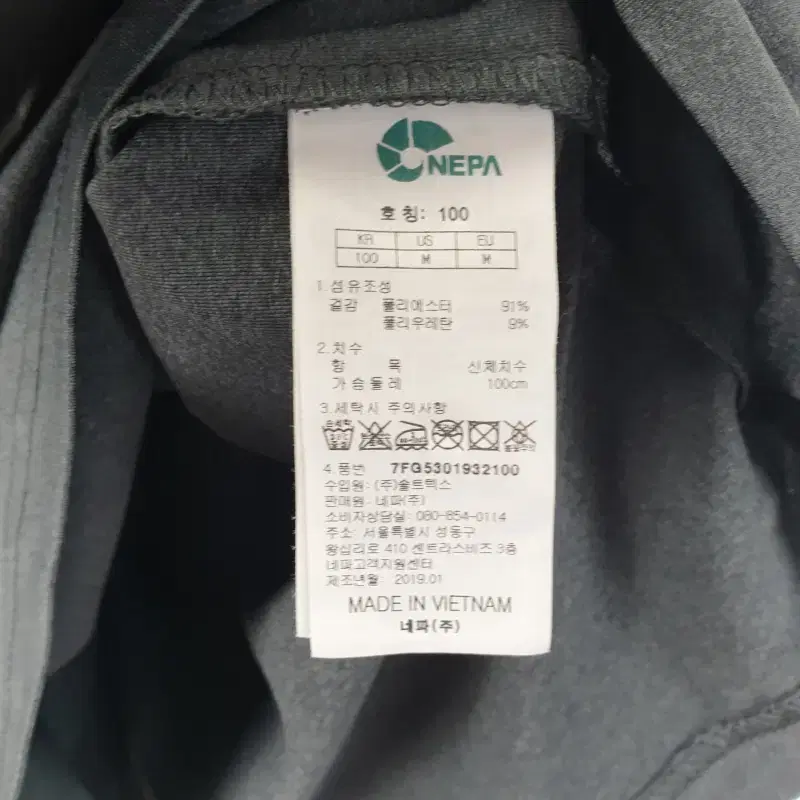 NEPA
호칭: 100
KR US EU
100 M M
1.섬유조성
겉감 폴리에스터 91%
폴리우레탄 9%
2.치수
항 목 신체치수
가슴둘레 100cm
3.세탁시 주의사항
손세탁
중성
4.품번 7FG5301932100
수입원: (주)솔트텍스
판매원: 네파(주)
소비자상담실: 080-854-0114
주소: 서울특별시 성동구
왕십리로 410 센트라스비즈 3층
네파고객지원센터
제조년월 2019.01
MADE IN VIETNAM
네파(주)